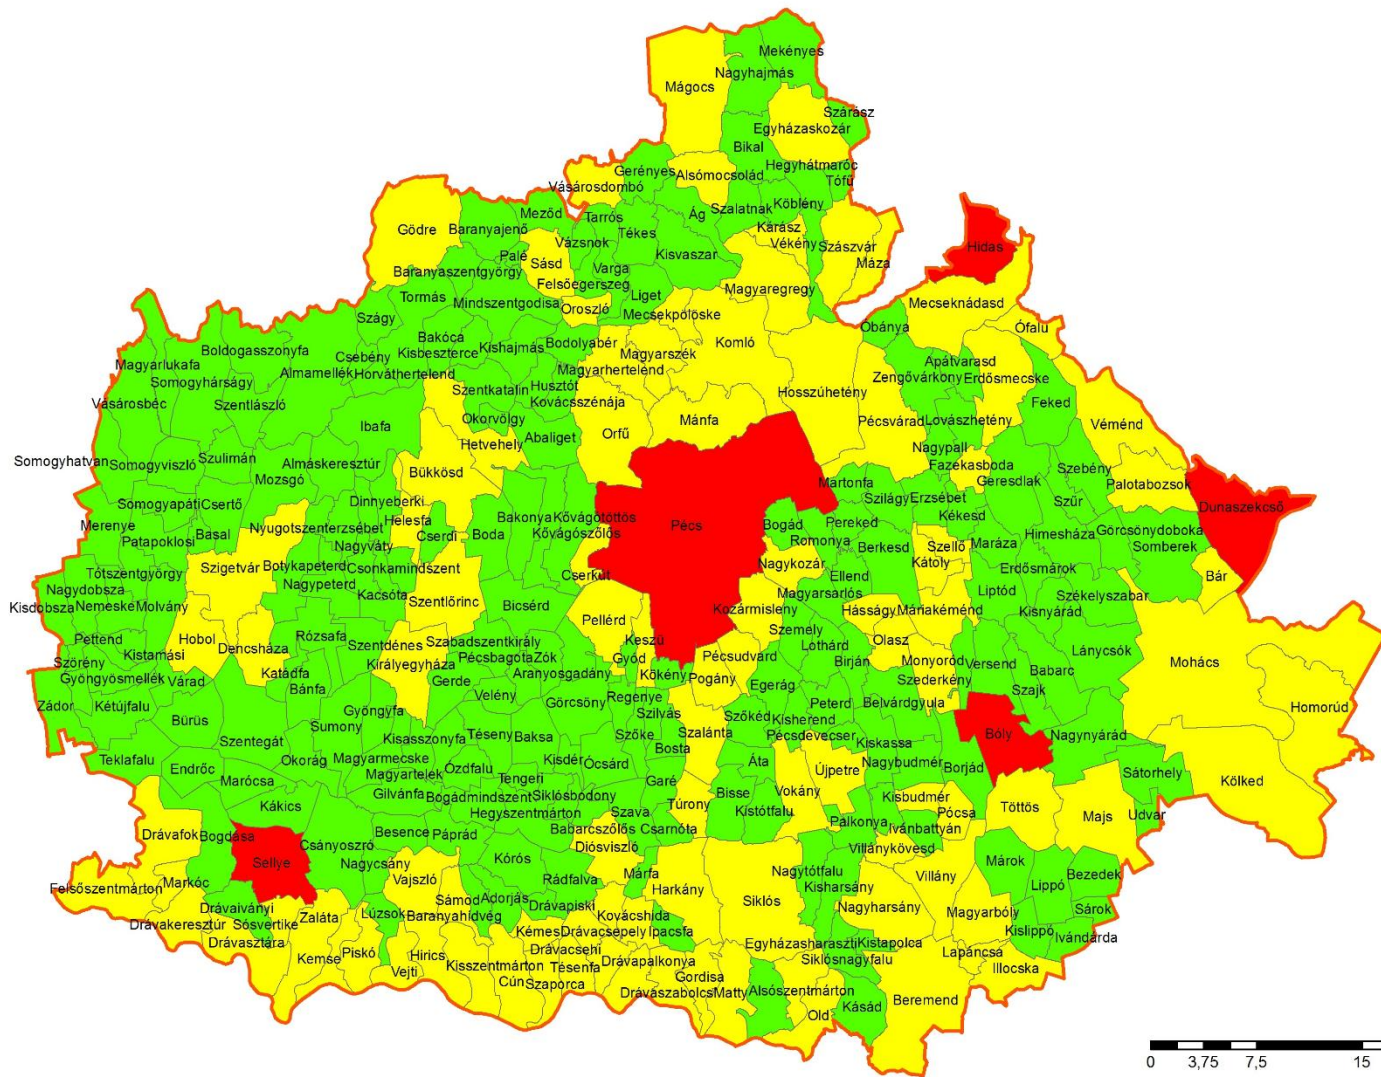 Mekényes
Nagyhajmás
Mágocs
Szárász
Egyházaskozár
Bikal
Hegyhátmaróc
Gerényes
Alsómocsolád
Tófű
Vásárosdombó
Köblény
Meződ
Tarrós
Ág
Szalatnak
Gödre
Baranyajenő
Tékes
Kárász
Vékény
Szászvár
Hidas
Vázsnok
Palé
Sásd
Kisvaszar
Máza
Baranyaszentgyörgy
Varga
Felsőegerszeg
Liget
Magyaregregy
Tormás
Mindszentgodisa
Oroszló
Mecseknádasd
Szágy
Mecsekpölöske
Ófalu
Óbánya
Bakóca
Komló
Boldogasszonyfa
Csebény
Kisbeszterce
Kishajmás
Bodolyabér
Magyarszék
Magyarlukafa
Almamellék
Horváthertelend
Magyarhertelend
Apátvarasd
Somogyhárságy
Zengővárkony
Erdősmecske
Szentkatalin
Husztót
Hosszúhetény
Vásárosbéc
Szentlászló
Kovácsszénája
Feked
Okorvölgy
Mánfa
Pécsvárad
Lovászhetény
Véménd
Ibafa
Abaliget
Orfű
Hetvehely
Nagypall
Somogyhatvan
Somogyviszló
Szulimán
Almáskeresztúr
Fazekasboda
Szebény
Bükkösd
Geresdlak
Mozsgó
Martonfa
Palotabozsok
Somogyapáti
Csertő
Dinnyeberki
Szilágy
Erzsébet
Szűr
Dunaszekcső
Merenye
Basal
Nyugotszenterzsébet
Helesfa
Bakonya
Kővágótöttös
Pécs
Bogád
Pereked
Kékesd
Himesháza
Görcsönydoboka
Patapoklosi
Cserdi
Boda
Kővágószőlős
Romonya
Maráza
Somberek
Nagyváty
Berkesd
Szellő
Tótszentgyörgy
Szigetvár
Botykapeterd
Csonkamindszent
Nagykozár
Kátoly
Erdősmárok
Bár
Nagydobsza
Nagypeterd
Cserkút
Ellend
Kisdobsza
Nemeske
Molvány
Kacsóta
Szentlőrinc
Bicsérd
Magyarsarlós
Liptód
Székelyszabar
Kozármisleny
Hásságy
Máriakéménd
Kisnyárád
Pellérd
Szemely
Pettend
Hobol
Rózsafa
Szentdénes
Szabadszentkirály
Keszü
Lothárd
Olasz
Dencsháza
Pécsbagota
Zók
Gyód
Pécsudvard
Lánycsók
Szörény
Kistamási
Királyegyháza
Birján
Monyoród
Versend
Babarc
Mohács
Gyöngyösmellék
Várad
Katádfa
Gerde
Aranyosgadány
Kökény
Pogány
Szederkény
Bánfa
Velény
Regenye
Egerág
Szajk
Zádor
Kétújfalu
Gyöngyfa
Görcsöny
Szilvás
Peterd
Belvárdgyula
Homorúd
Bürüs
Sumony
Szőkéd
Kisherend
Szőke
Szalánta
Bóly
Szentegát
Kisasszonyfa
Téseny
Baksa
Pécsdevecser
Kiskassa
Nagynyárád
Bosta
Teklafalu
Okorág
Magyarmecske
Kisdér
Áta
Nagybudmér
Endrőc
Magyartelek
Ózdfalu
Ócsárd
Újpetre
Borjád
Sátorhely
Marócsa
Tengeri
Garé
Bisse
Vokány
Kölked
Gilvánfa
Bogádmindszent
Siklósbodony
Kisbudmér
Kákics
Hegyszentmárton
Szava
Túrony
Kistótfalu
Pócsa
Töttös
Majs
Udvar
Drávafok
Bogdása
Besence
Páprád
Babarcszőlős
Csarnóta
Palkonya
Ivánbattyán
Csányoszró
Diósviszló
Villánykövesd
Sellye
Nagycsány
Kórós
Márok
Felsőszentmárton
Markóc
Vajszló
Rádfalva
Márfa
Harkány
Nagytótfalu
Villány
Bezedek
Kisharsány
Lippó
Sámod
Adorjás
Drávapiski
Siklós
Drávaiványi
Zaláta
Lúzsok
Baranyahídvég
Kovácshida
Nagyharsány
Magyarbóly
Sárok
Drávakeresztúr
Sósvertike
Kémes
Drávacsepely
Ipacsfa
Kislippó
Ivándárda
Drávasztára
Drávacsehi
Egyházasharaszti
Kistapolca
Kemse
Piskó
Hirics
Siklósnagyfalu
Lapáncsa
Kisszentmárton
Tésenfa
Drávapalkonya
Illocska
Vejti
Cún
Szaporca
Gordisa
Drávaszabolcs
Matty
Alsószentmárton
Old
Kásád
Beremend
0 3,75 7,5 15